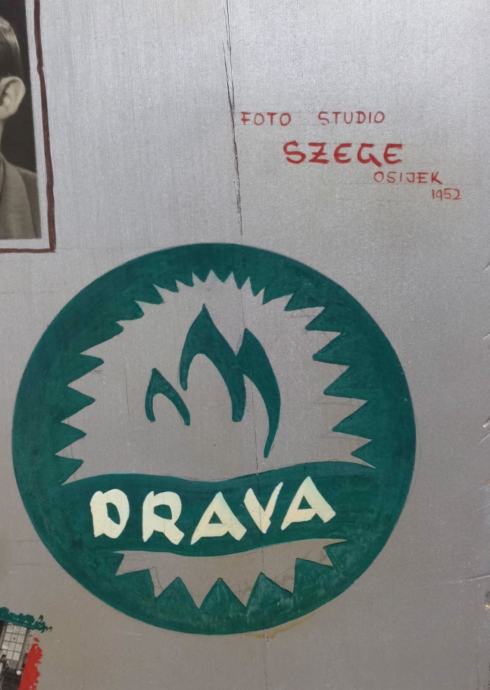 FOTO STUDIO
SZEGE
OSIJEK
1952
DRAVA